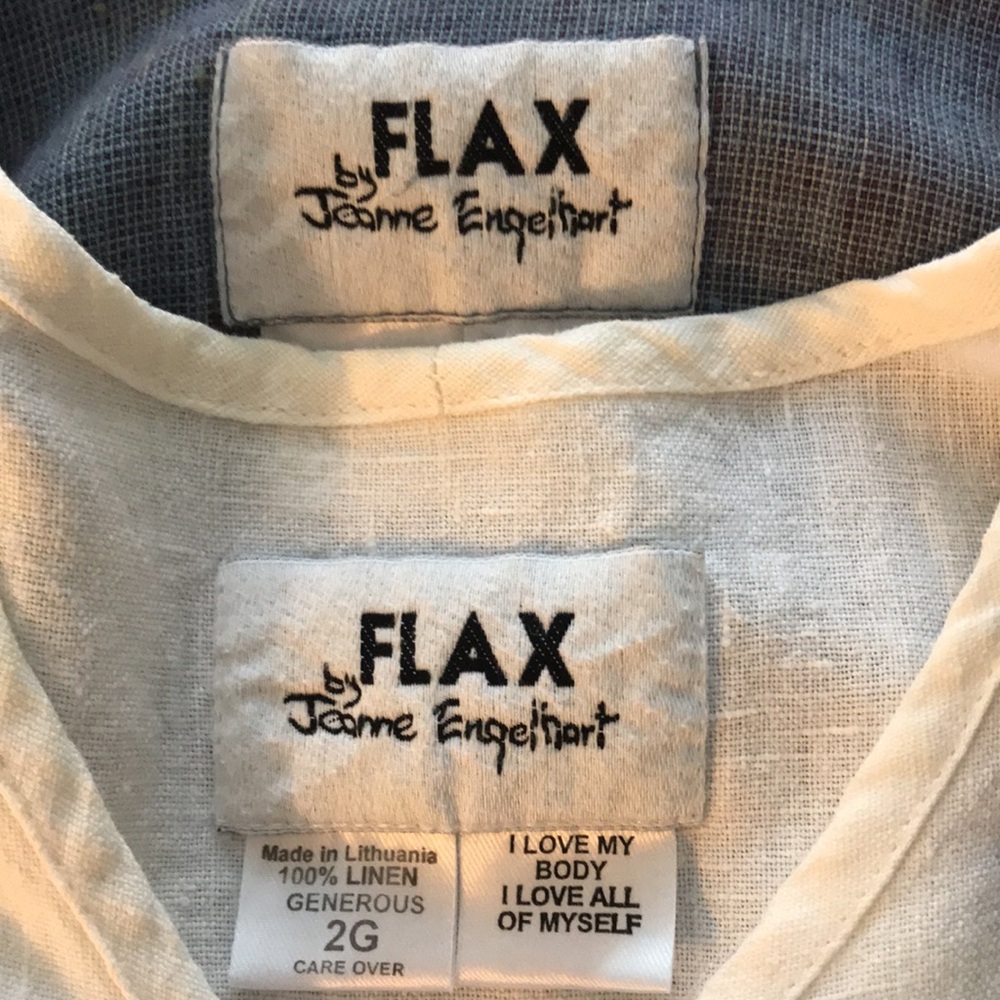 FLAX
by
Jeanne Engelhart
FLAX
by
Jeanne Engelhart
Made in Lithuania
100% LINEN
GENEROUS
2G
CARE OVER
I LOVE MY
BODY
I LOVE ALL
OF MYSELF